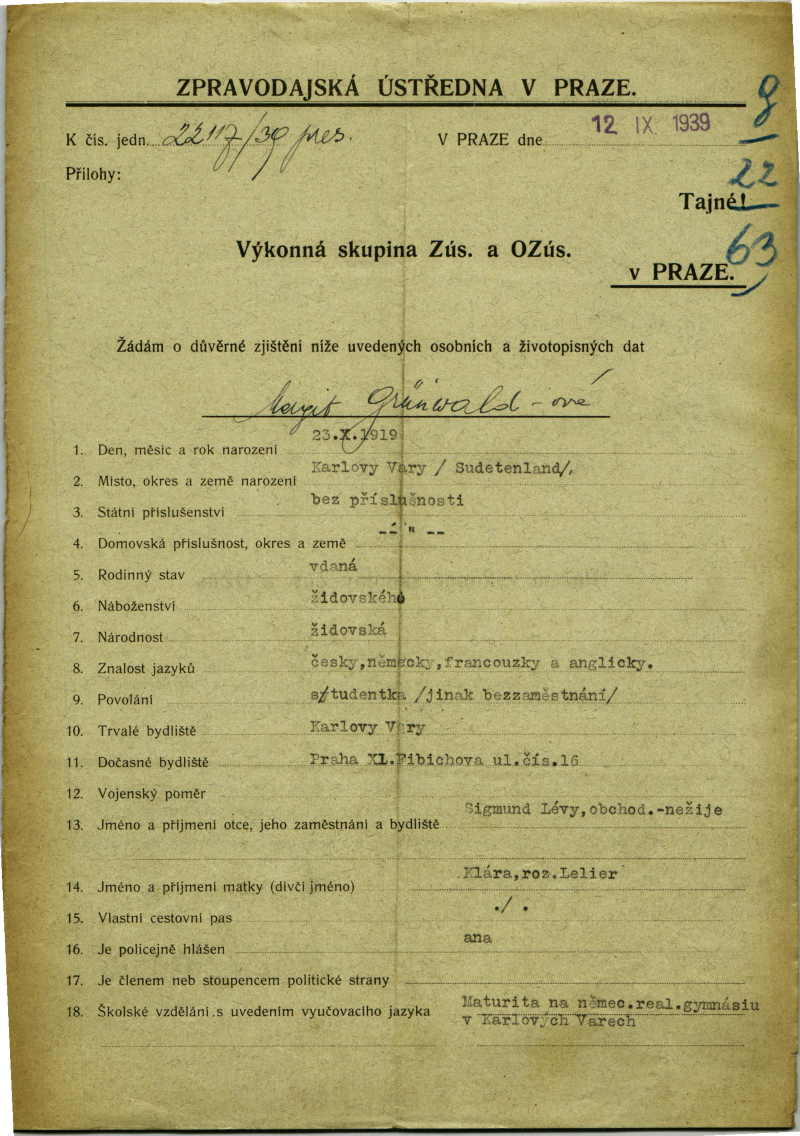 ZPRAVODAJSKÁ ÚSTŘEDNA V PRAZE.
K čís. jedn. 22117/39 pres.
V PRAZE dne 12 IX. 1939
8
Přílohy:
22
Tajné!
Výkonná skupina Zús. a OZús.
63
v PRAZE.
Žádám o důvěrné zjištění níže uvedených osobních a životopisných dat
Margit Grünwald-ová
1. Den, měsíc a rok narození 23.X.1919
2. Místo, okres a země narození Karlovy Vary / Sudetenland/,
3. Státní příslušenství bez příslušnosti
4. Domovská příslušnost, okres a země -- " --
5. Rodinný stav vdaná
6. Náboženství židovského
7. Národnost židovská
8. Znalost jazyků česky,německy,francouzky a anglicky.
9. Povolání s/tudentka /jinak bezzaměstnání/
10. Trvalé bydliště Karlovy Vary
11. Dočasné bydliště Praha XI.Fibichova ul.čís.16
12. Vojenský poměr
13. Jméno a příjmení otce, jeho zaměstnání a bydliště Sigmund Lévy,obchod.-nežije
14. Jméno a příjmení matky (dívčí jméno) Klára,roz.Lelier
15. Vlastní cestovní pas ./.
16. Je policejně hlášen ana
17. Je členem neb stoupencem politické strany
18. Školské vzdělání s uvedením vyučovacího jazyka Maturita na němec.real.gymnásiu
v Karlových Varech